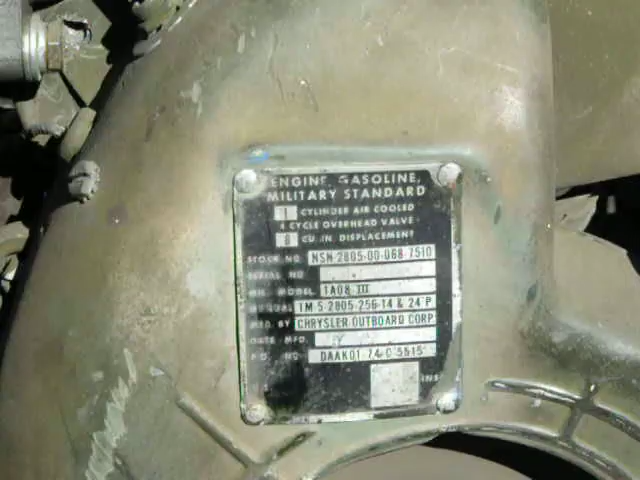 ENGINE GASOLINE,
MILITARY STANDARD
1 CYLINDER AIR COOLED
4 CYCLE OVERHEAD VALVE
8 CU. IN. DISPLACEMENT
STOCK NO. NSN 2805-00-068-7510
SERIAL NO.
MODEL 1A08 III
MANUAL TM 5-2805-256-14 & 24 P
MFD. BY CHRYSLER OUTBOARD CORP.
DATE MFD.
NO. DAAK01-74-C-5515
INS